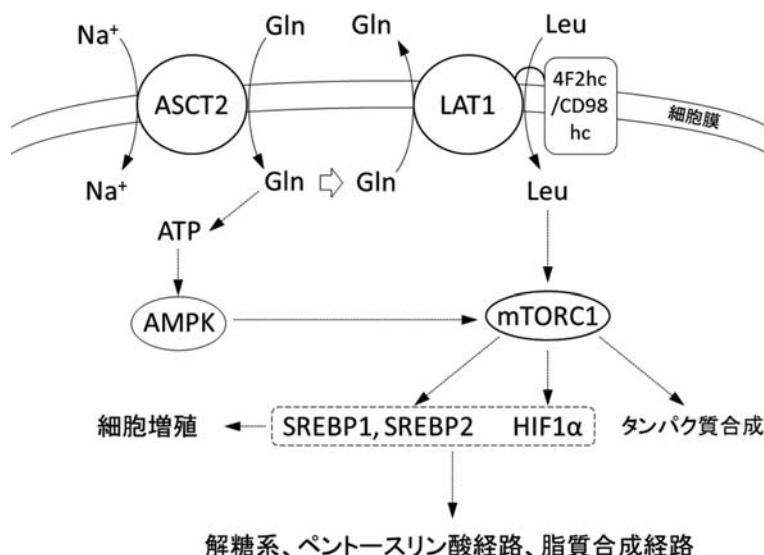 Na⁺ Gln Gln Leu
ASCT2 LAT1 4F2hc
/CD98
hc
細胞膜
Na⁺ Gln Gln Leu
ATP
AMPK mTORC1
細胞増殖 SREBP1, SREBP2 HIF1α タンパク質合成
解糖系、ペントースリン酸経路、脂質合成経路